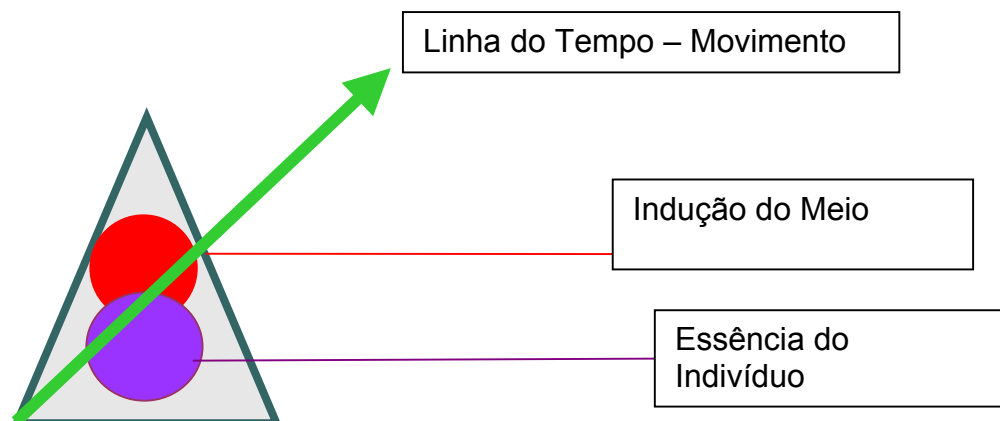 Linha do Tempo – Movimento
Indução do Meio
Essência do
Indivíduo